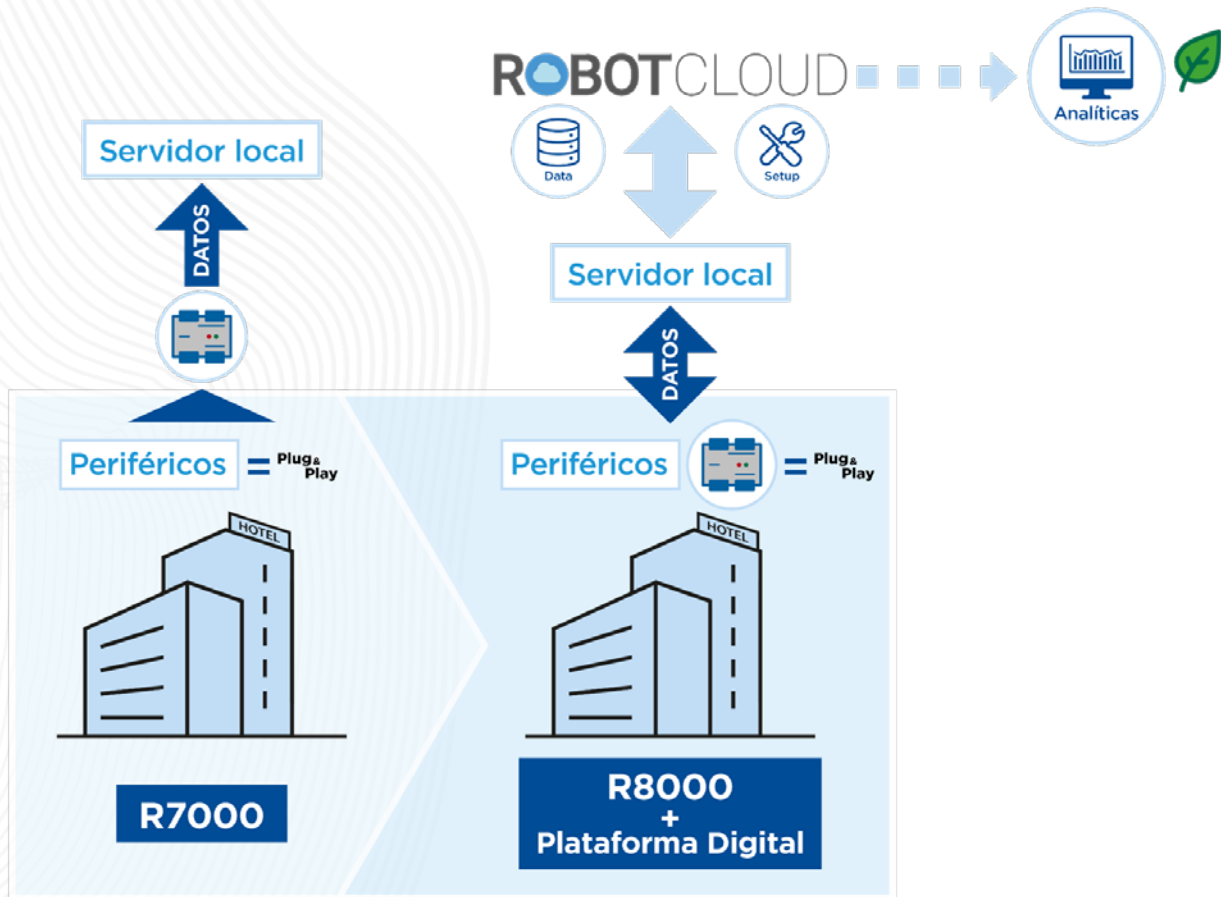 ROBOTCLOUD
Analíticas
Data
Setup
Servidor local
DATOS
Servidor local
DATOS
Periféricos = Plug&
Play
Periféricos = Plug&
Play
HOTEL
HOTEL
R7000
R8000
+
Plataforma Digital